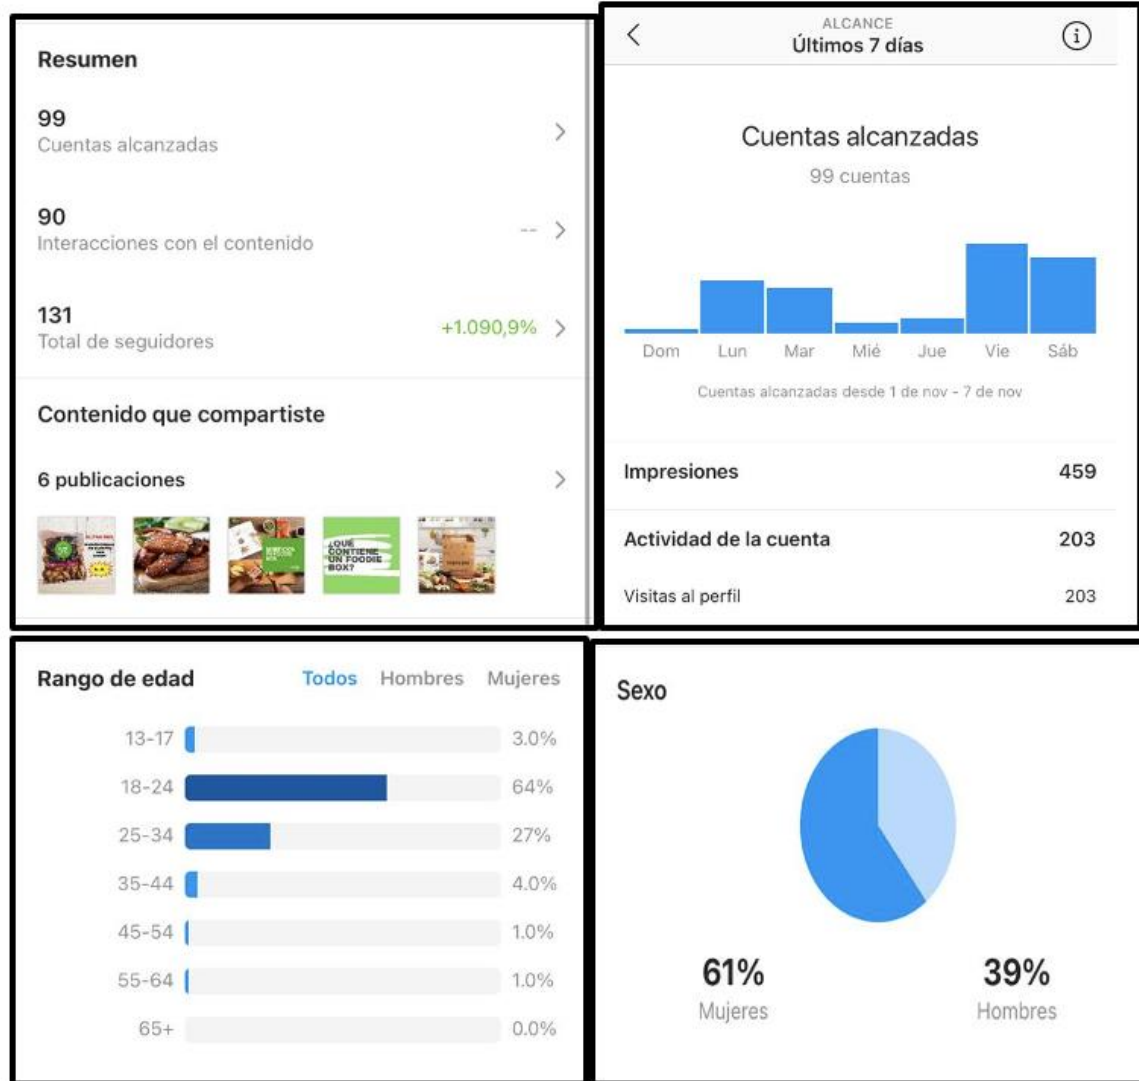 Resumen
99
Cuentas alcanzadas
90
Interacciones con el contenido
--
131
Total de seguidores
+1.090,9%
Contenido que compartiste
6 publicaciones
¿QUÉ
CONTIENE
UN FOODIE
BOX?
ALCANCE
Últimos 7 días
Cuentas alcanzadas
99 cuentas
Dom Lun Mar Mié Jue Vie Sáb
Cuentas alcanzadas desde 1 de nov - 7 de nov
Impresiones 459
Actividad de la cuenta 203
Visitas al perfil 203
Rango de edad Todos Hombres Mujeres
13-17 3.0%
18-24 64%
25-34 27%
35-44 4.0%
45-54 1.0%
55-64 1.0%
65+ 0.0%
Sexo
61% 39%
Mujeres Hombres